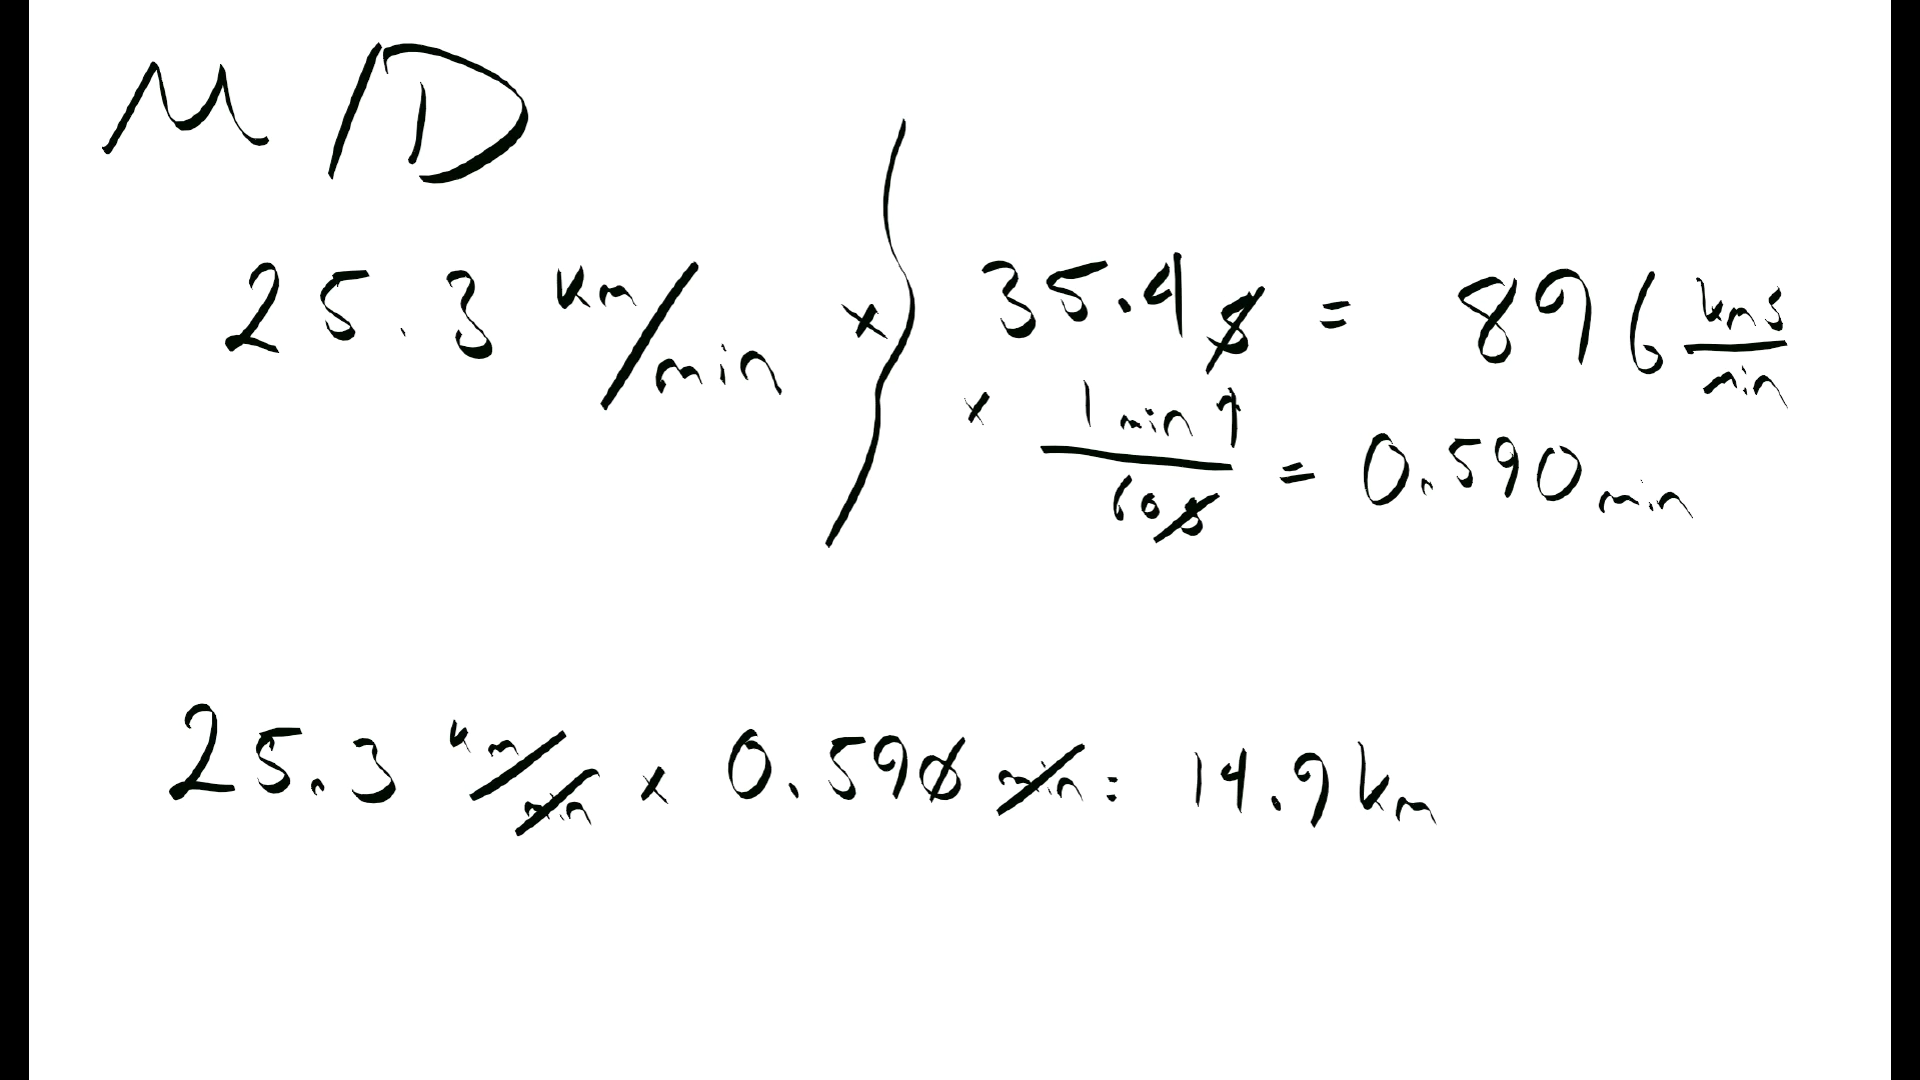 M/D
25.3 km/min × 35.4 s = 896 kms/min
× 1 min↑/60 s = 0.590 min
25.3 km/min × 0.590 min = 14.9 km